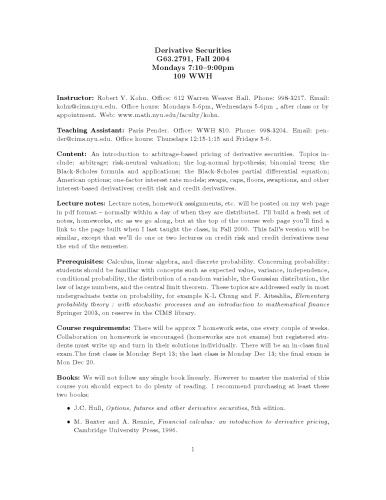 Derivative Securities
G63.2791, Fall 2004
Mondays 7:10–9:00pm
109 WWH
Instructor: Robert V. Kohn. Office: 612 Warren Weaver Hall. Phone: 998-3217. Email:
kohn@cims.nyu.edu. Office hours: Mondays 5-6pm, Wednesdays 5-6pm , after class or by
appointment. Web: www.math.nyu.edu/faculty/kohn.
Teaching Assistant: Paris Pender. Office: WWH 810. Phone: 998-3204. Email: pen-
der@cims.nyu.edu. Office hours: Thursdays 12:15-1:15 and Fridays 5-6.
Content: An introduction to arbitrage-based pricing of derivative securities. Topics in-
clude: arbitrage; risk-neutral valuation; the log-normal hypothesis; binomial trees; the
Black-Scholes formula and applications; the Black-Scholes partial differential equation;
American options; one-factor interest rate models; swaps, caps, floors, swaptions, and other
interest-based derivatives; credit risk and credit derivatives.
Lecture notes: Lecture notes, homework assignments, etc. will be posted on my web page
in pdf format – normally within a day of when they are distributed. I'll build a fresh set of
notes, homeworks, etc as we go along, but at the top of the course web page you'll find a
link to the page built when I last taught the class, in Fall 2000. This fall's version will be
similar, except that we'll do one or two lectures on credit risk and credit derivatives near
the end of the semester.
Prerequisites: Calculus, linear algebra, and discrete probability. Concerning probability:
students should be familiar with concepts such as expected value, variance, independence,
conditional probability, the distribution of a random variable, the Gaussian distribution, the
law of large numbers, and the central limit theorem. These topics are addressed early in most
undergraduate texts on probability, for example K-L Chung and F. Aitsahlia, Elementary
probability theory : with stochastic processes and an introduction to mathematical finance
Springer 2003, on reserve in the CIMS library.
Course requirements: There will be approx 7 homework sets, one every couple of weeks.
Collaboration on homework is encouraged (homeworks are not exams) but registered stu-
dents must write up and turn in their solutions individually. There will be an in-class final
exam.The first class is Monday Sept 13; the last class is Monday Dec 13; the final exam is
Mon Dec 20.
Books: We will not follow any single book linearly. However to master the material of this
course you should expect to do plenty of reading. I recommend purchasing at least these
two books:
• J.C. Hull, Options, futures and other derivative securities, 5th edition.
• M. Baxter and A. Rennie, Financial calculus: an intoduction to derivative pricing,
Cambridge University Press, 1996.
1